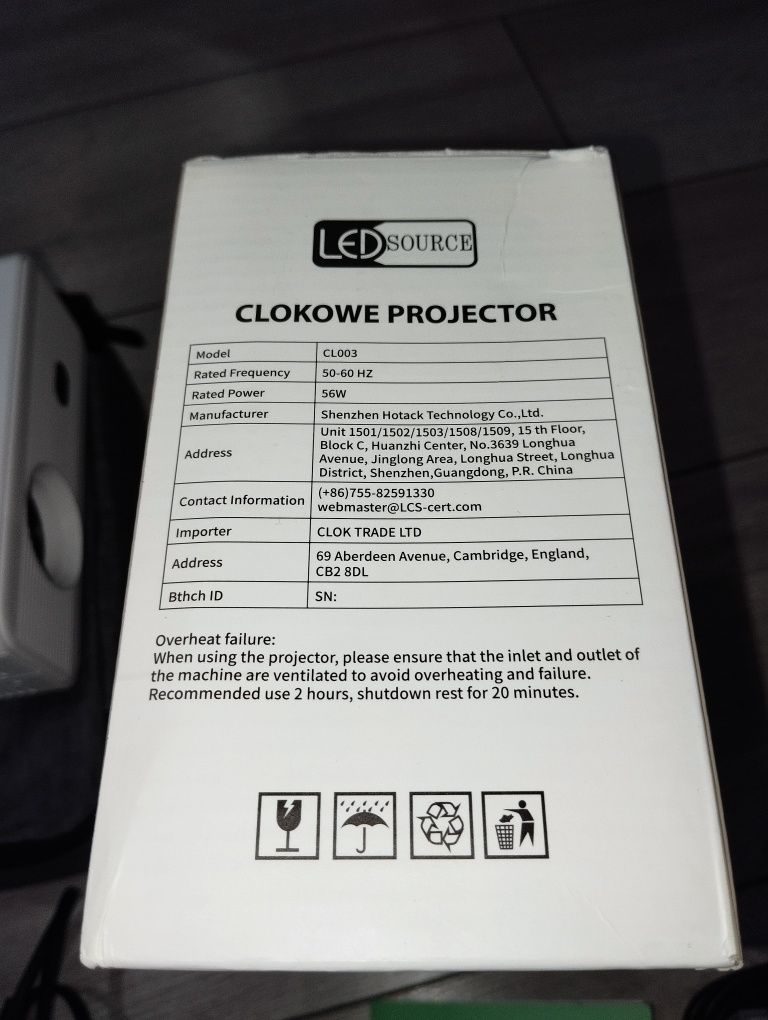 LED SOURCE
CLOKOWE PROJECTOR
Model CL003
Rated Frequency 50-60 HZ
Rated Power 56W
Manufacturer Shenzhen Hotack Technology Co.,Ltd.
Address Unit 1501/1502/1503/1508/1509, 15 th Floor,
Block C, Huanzhi Center, No.3639 Longhua
Avenue, Jinglong Area, Longhua Street, Longhua
District, Shenzhen,Guangdong, P.R. China
Contact Information (+86)755-82591330
webmaster@LCS-cert.com
Importer CLOK TRADE LTD
Address 69 Aberdeen Avenue, Cambridge, England,
CB2 8DL
Bthch ID SN:
Overheat failure:
When using the projector, please ensure that the inlet and outlet of
the machine are ventilated to avoid overheating and failure.
Recommended use 2 hours, shutdown rest for 20 minutes.